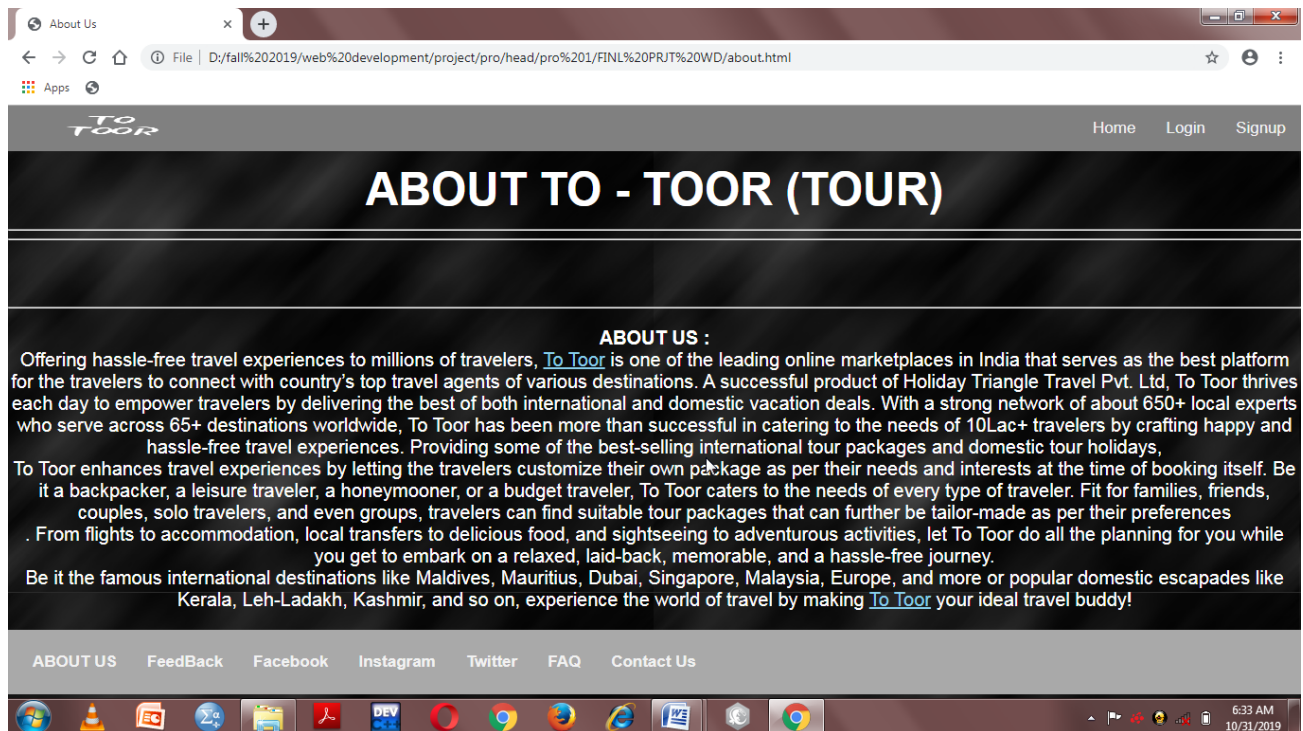 About Us
File | D:/fall%202019/web%20development/project/pro/head/pro%201/FINL%20PRJT%20WD/about.html
Apps
TO
TOOR
Home Login Signup
ABOUT TO - TOOR (TOUR)
ABOUT US :
Offering hassle-free travel experiences to millions of travelers, To Toor is one of the leading online marketplaces in India that serves as the best platform
for the travelers to connect with country's top travel agents of various destinations. A successful product of Holiday Triangle Travel Pvt. Ltd, To Toor thrives
each day to empower travelers by delivering the best of both international and domestic vacation deals. With a strong network of about 650+ local experts
who serve across 65+ destinations worldwide, To Toor has been more than successful in catering to the needs of 10Lac+ travelers by crafting happy and
hassle-free travel experiences. Providing some of the best-selling international tour packages and domestic tour holidays,
To Toor enhances travel experiences by letting the travelers customize their own package as per their needs and interests at the time of booking itself. Be
it a backpacker, a leisure traveler, a honeymooner, or a budget traveler, To Toor caters to the needs of every type of traveler. Fit for families, friends,
couples, solo travelers, and even groups, travelers can find suitable tour packages that can further be tailor-made as per their preferences
. From flights to accommodation, local transfers to delicious food, and sightseeing to adventurous activities, let To Toor do all the planning for you while
you get to embark on a relaxed, laid-back, memorable, and a hassle-free journey.
Be it the famous international destinations like Maldives, Mauritius, Dubai, Singapore, Malaysia, Europe, and more or popular domestic escapades like
Kerala, Leh-Ladakh, Kashmir, and so on, experience the world of travel by making To Toor your ideal travel buddy!
ABOUT US FeedBack Facebook Instagram Twitter FAQ Contact Us
DEV
C++
6:33 AM
10/31/2019